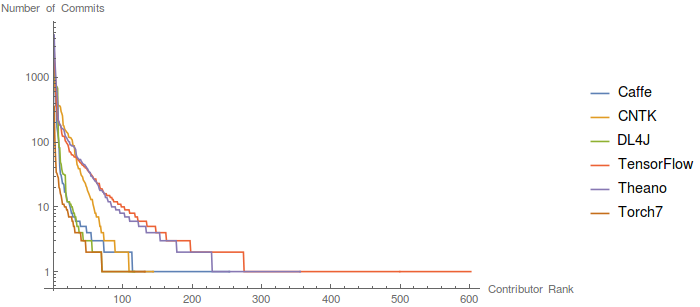 Number of Commits
1000
100
10
1
100
200
300
400
500
600
Contributor Rank
Caffe
CNTK
DL4J
TensorFlow
Theano
Torch7